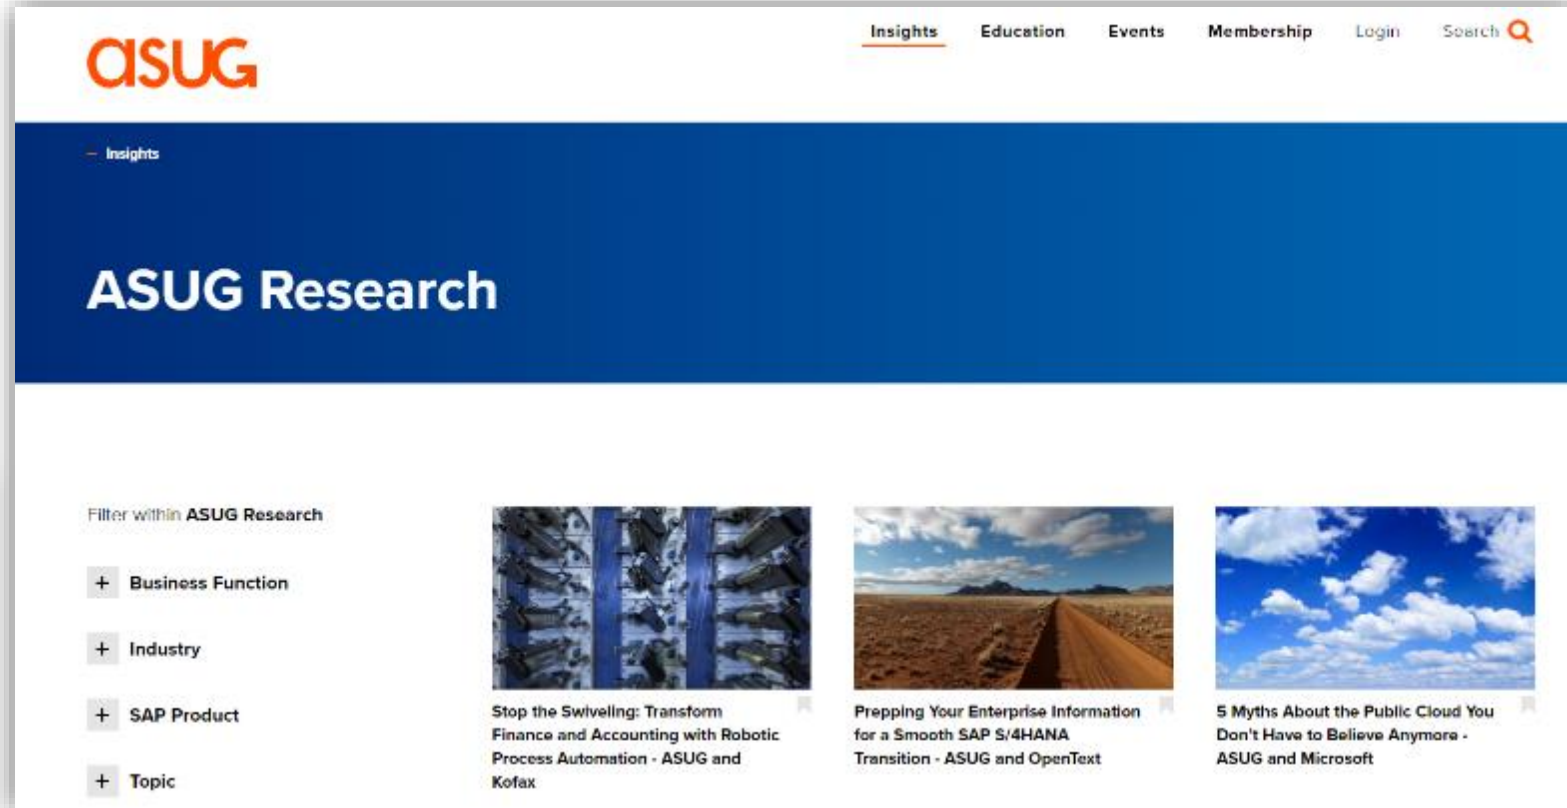 asug
Insights Education Events Membership Login Search
– Insights
ASUG Research
Filter within ASUG Research
+ Business Function
+ Industry
+ SAP Product
+ Topic
Stop the Swiveling: Transform
Finance and Accounting with Robotic
Process Automation - ASUG and
Kofax
Prepping Your Enterprise Information
for a Smooth SAP S/4HANA
Transition - ASUG and OpenText
5 Myths About the Public Cloud You
Don't Have to Believe Anymore -
ASUG and Microsoft